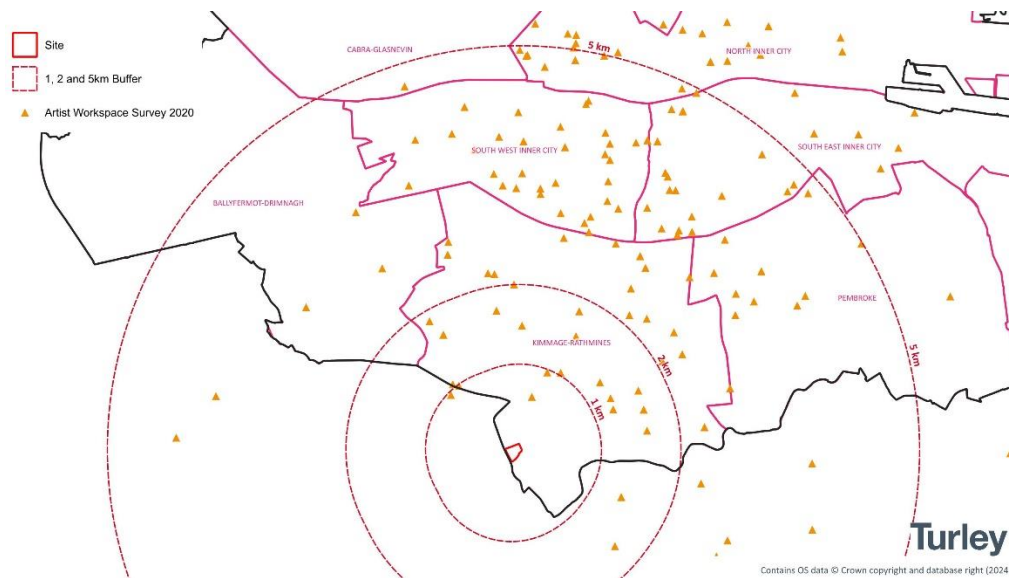 Site
1, 2 and 5km Buffer
Artist Workspace Survey 2020
CABRA-GLASNEVIN
5 km
NORTH INNER CITY
SOUTH WEST INNER CITY
SOUTH EAST INNER CITY
BALLYFERMOT-DRIMNAGH
PEMBROKE
KIMMAGE-RATHMINES
2 km
5 km
1 km
Turley
Contains OS data © Crown copyright and database right (2024